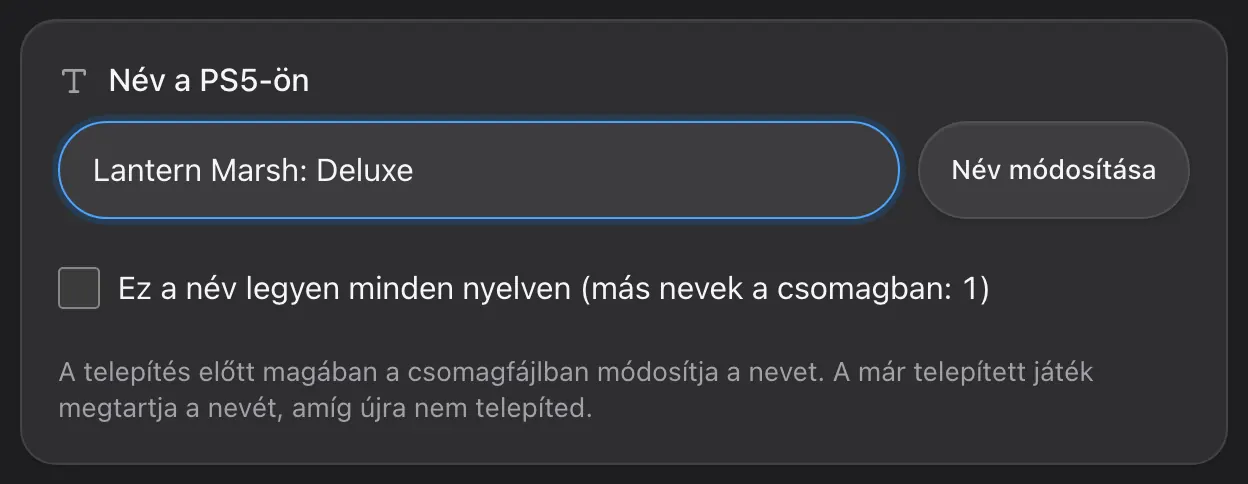 Név a PS5-ön
Lantern Marsh: Deluxe
Név módosítása
Ez a név legyen minden nyelven (más nevek a csomagban: 1)
A telepítés előtt magában a csomagfájlban módosítja a nevet. A már telepített játék
megtartja a nevét, amíg újra nem telepíted.